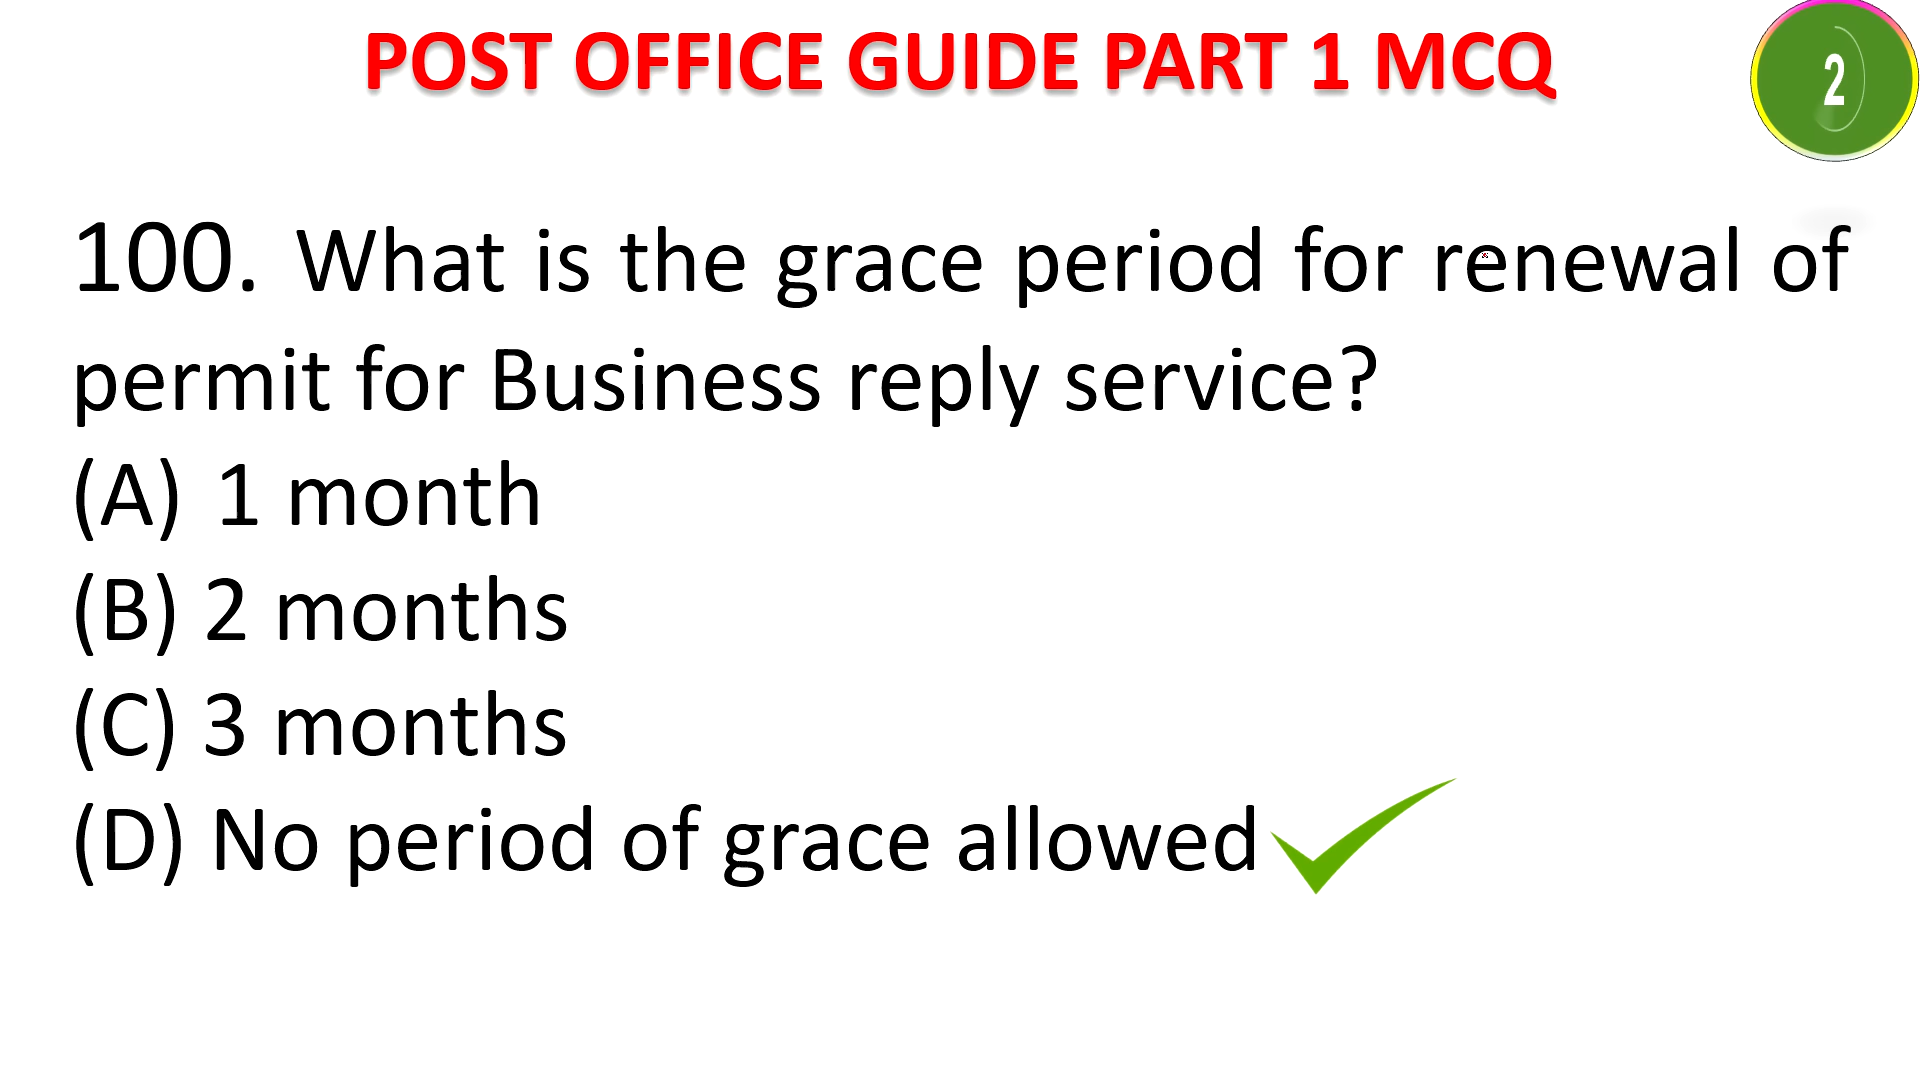 POST OFFICE GUIDE PART 1 MCQ
2
100. What is the grace period for renewal of
permit for Business reply service?
(A) 1 month
(B) 2 months
(C) 3 months
(D) No period of grace allowed